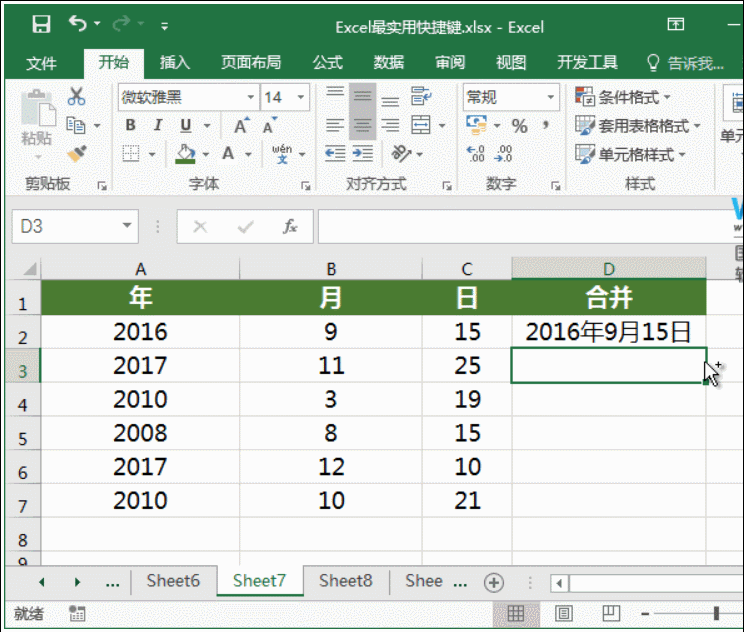 Excel最实用快捷键.xlsx - Excel
文件 开始 插入 页面布局 公式 数据 审阅 视图 开发工具 告诉我...
微软雅黑 14 常规 条件格式
粘贴 B I U A A % , 套用表格格式
A wén 文 .0 .00 .00 .0 单元格样式
剪贴板 字体 对齐方式 数字 样式
D3 fx
A B C D
1 年 月 日 合并
2 2016 9 15 2016年9月15日
3 2017 11 25
4 2010 3 19
5 2008 8 15
6 2017 12 10
7 2010 10 21
8
9
... Sheet6 Sheet7 Sheet8 Shee ...
就绪